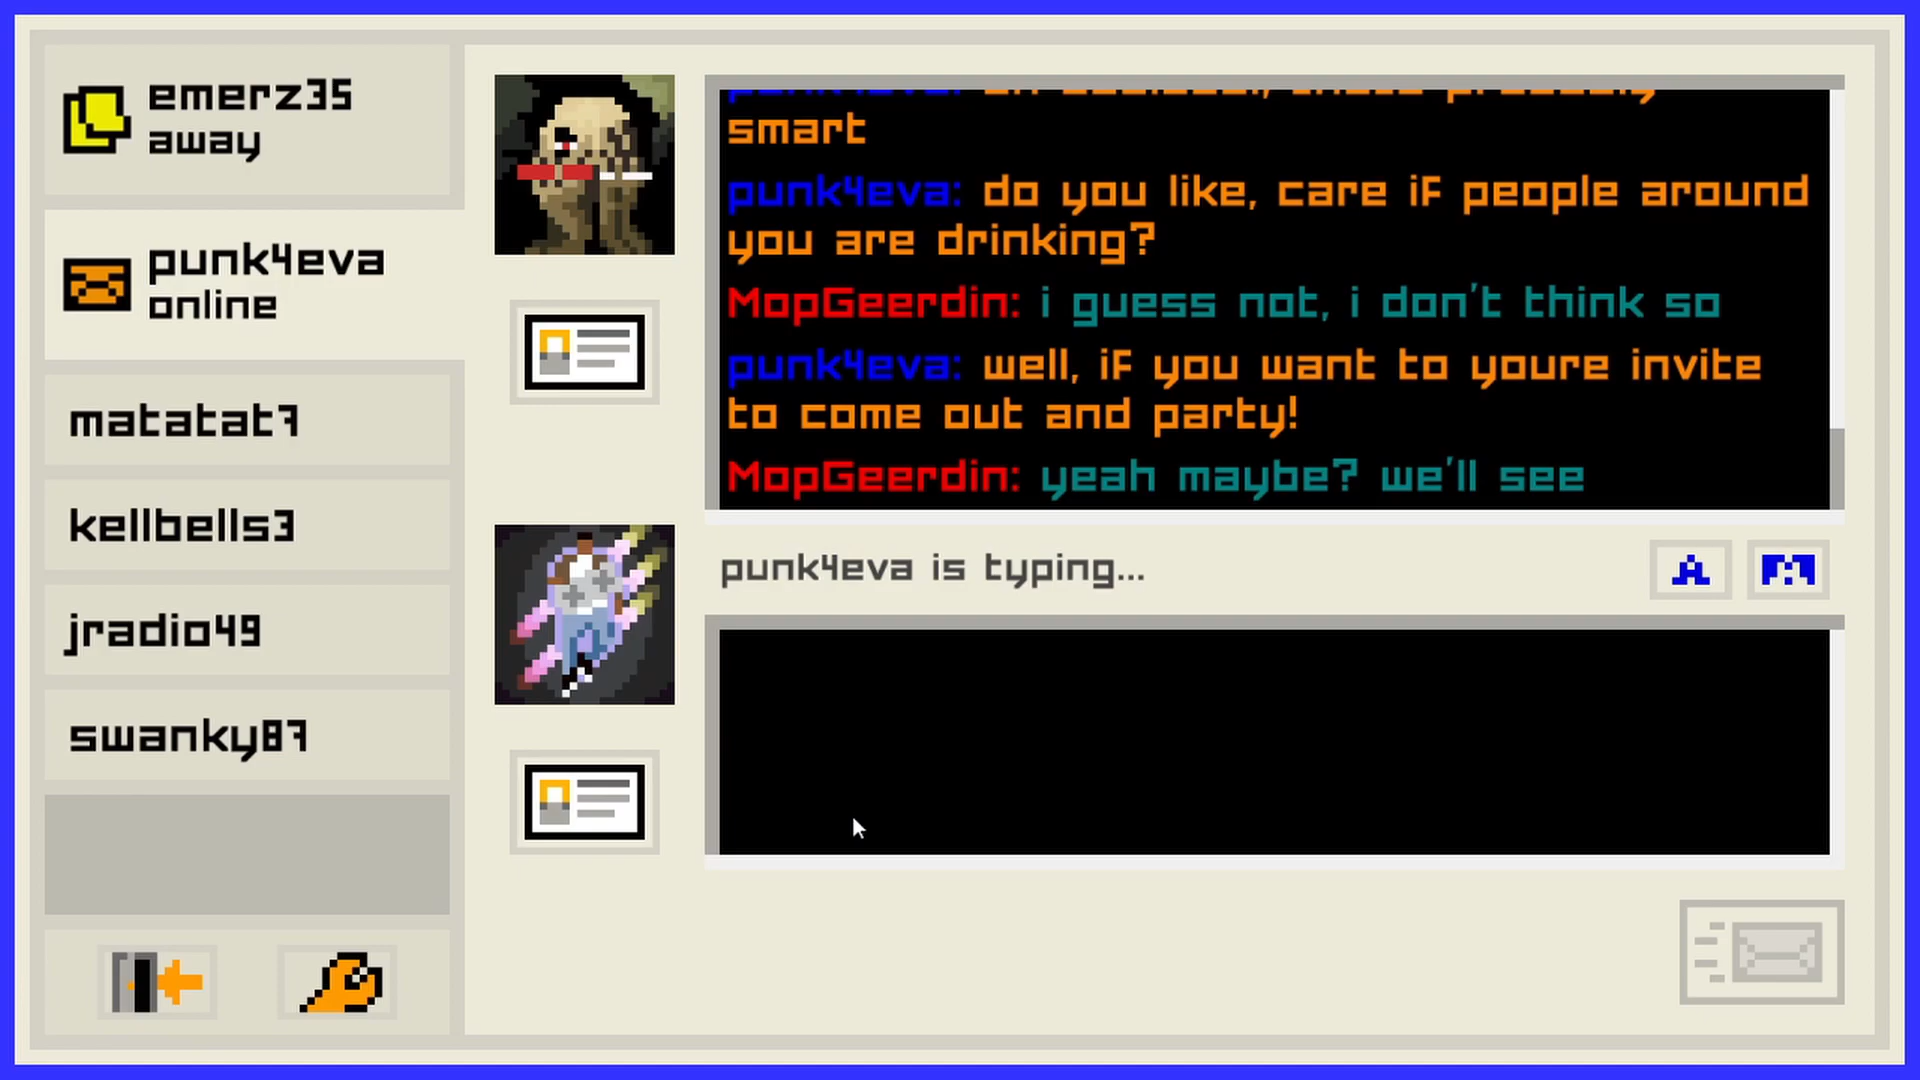 emerz35
away
punk4eva
online
matatat7
kellbells3
jradio49
swanky87
smart
punk4eva: do you like, care if people around
you are drinking?
MopGeerdin: i guess not, i don't think so
punk4eva: well, if you want to youre invite
to come out and party!
MopGeerdin: yeah maybe? we'll see
punk4eva is typing...
A